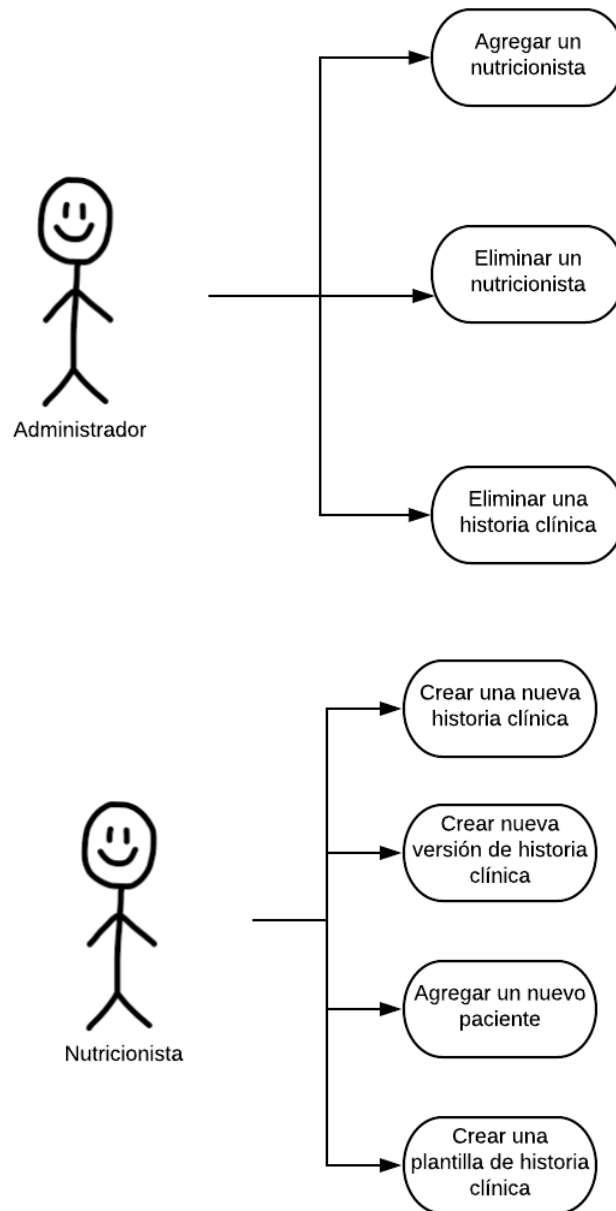 Agregar un
nutricionista
Eliminar un
nutricionista
Administrador
Eliminar una
historia clínica
Crear una nueva
historia clínica
Crear nueva
versión de historia
clínica
Agregar un nuevo
paciente
Nutricionista
Crear una
plantilla de historia
clínica